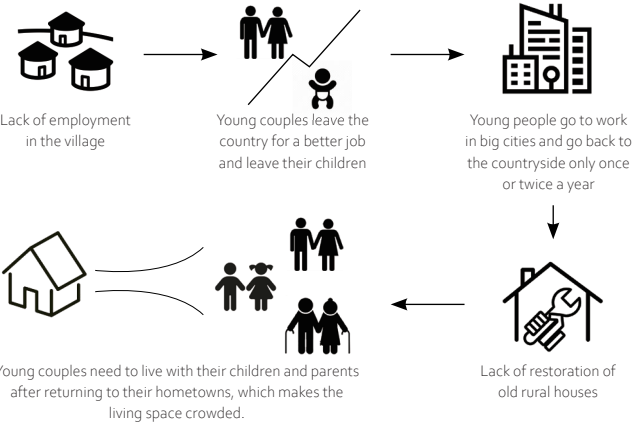 Lack of employment
in the village
Young couples leave the
country for a better job
and leave their children
Young people go to work
in big cities and go back to
the countryside only once
or twice a year
Young couples need to live with their children and parents
after returning to their hometowns, which makes the
living space crowded.
Lack of restoration of
old rural houses